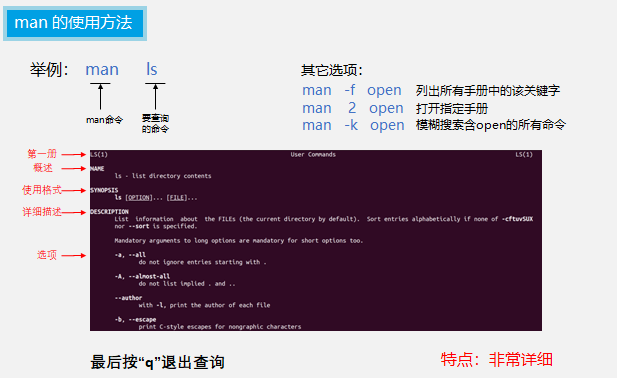 man 的使用方法
举例： man ls
man命令
要查询
的命令
其它选项：
man -f open 列出所有手册中的该关键字
man 2 open 打开指定手册
man -k open 模糊搜索含open的所有命令
第一册
概述
使用格式
详细描述
选项
LS(1) User Commands LS(1)
NAME
ls - list directory contents
SYNOPSIS
ls [OPTION]... [FILE]...
DESCRIPTION
List information about the FILEs (the current directory by default). Sort entries alphabetically if none of -cftuvSUX
nor --sort is specified.
Mandatory arguments to long options are mandatory for short options too.
-a, --all
do not ignore entries starting with .
-A, --almost-all
do not list implied . and ..
--author
with -l, print the author of each file
-b, --escape
print C-style escapes for nongraphic characters
最后按“q”退出查询
特点：非常详细